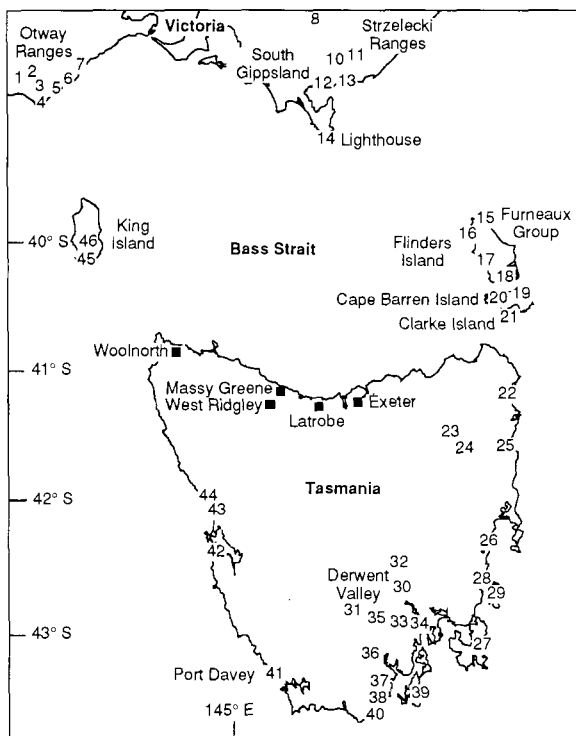 8
Victoria
Strzelecki
Ranges
Otway
Ranges
South
Gippsland
10 11
7
1 2
3
4
5
6
12 13
14 Lighthouse
15
16
Furneaux
Group
King
Island
46
45
40° S
Bass Strait
Flinders
Island
17
18
Cape Barren Island
20
19
Clarke Island
21
Woolnorth
41° S
Massy Greene
West Ridgley
Latrobe
Exeter
22
23
24
25
Tasmania
42° S
44
43
42
26
32
Derwent
Valley
30
28
29
31
35
33
34
43° S
27
36
Port Davey
41
37
38
39
40
145° E